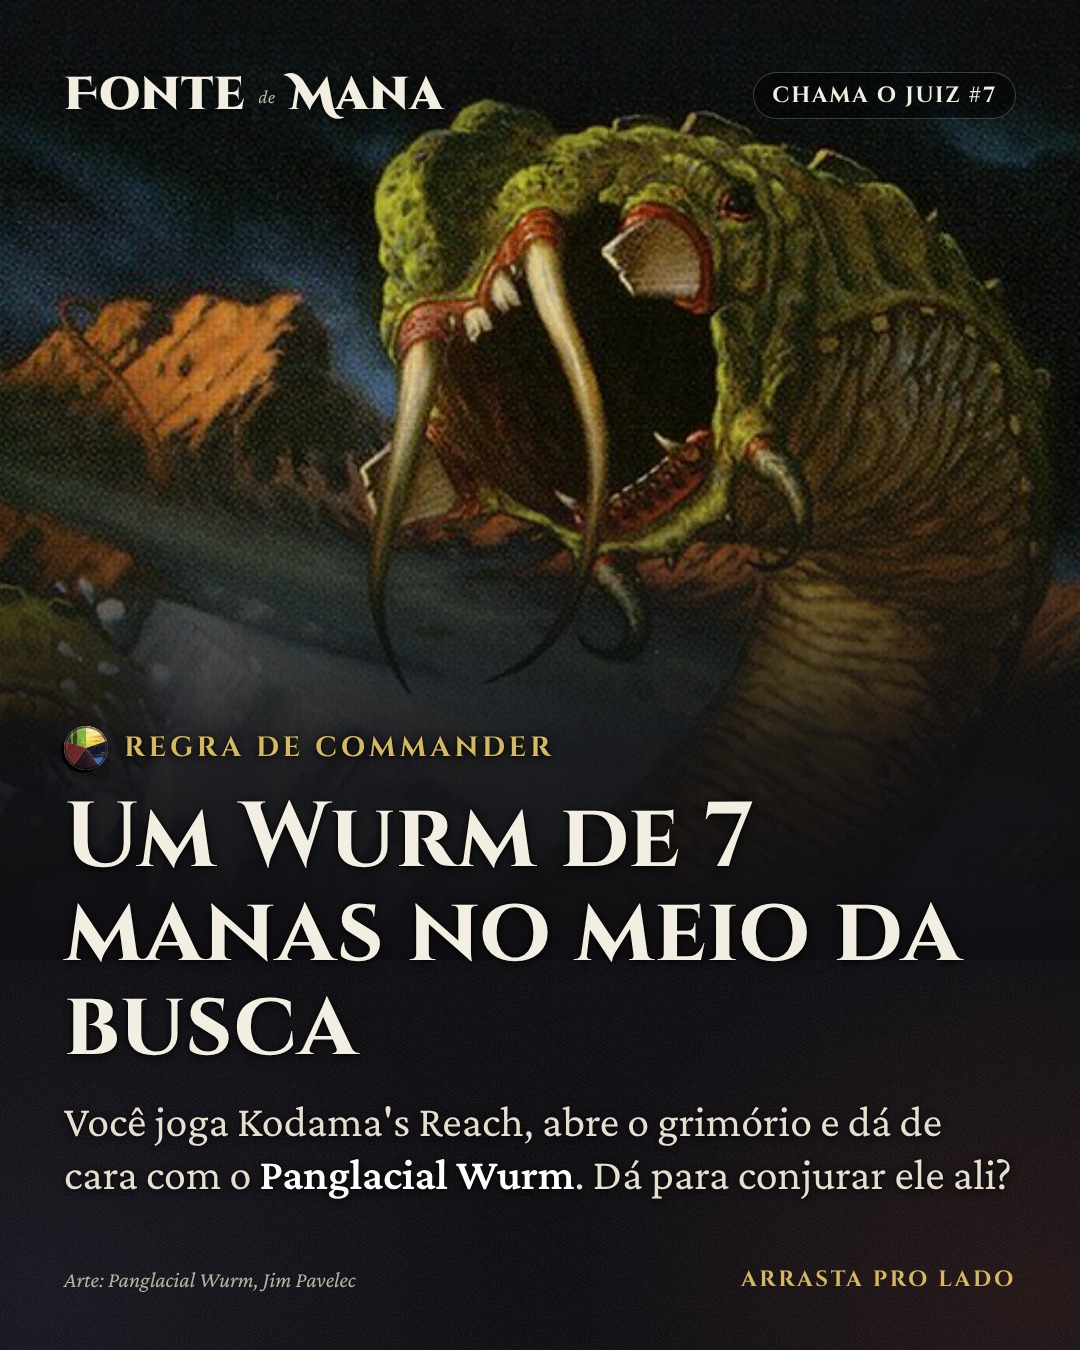 Fonte de Mana
CHAMA O JUIZ #7
REGRA DE COMMANDER
Um Wurm de 7
manas no meio da
busca
Você joga Kodama's Reach, abre o grimório e dá de
cara com o Panglacial Wurm. Dá para conjurar ele ali?
Arte: Panglacial Wurm, Jim Pavelec
ARRASTA PRO LADO